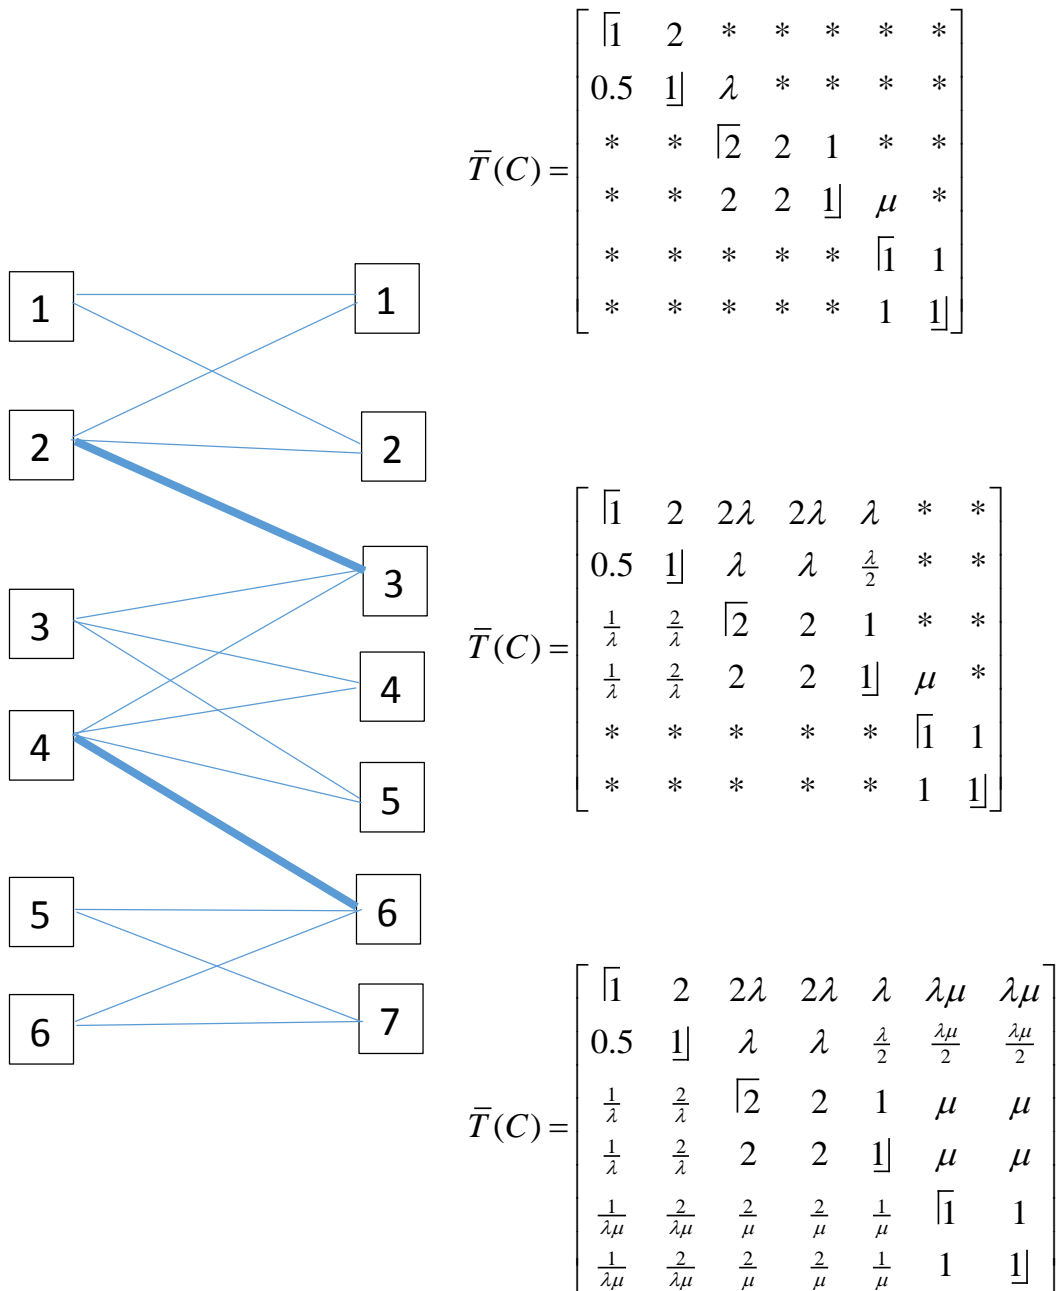 ⌈1 2 * * * * *
0.5 1⌋ λ * * * *
* * ⌈2 2 1 * *
T̄(C) =
* * 2 2 1⌋ μ *
* * * * * ⌈1 1
* * * * * 1 1⌋
1 1
2 2
3 3
4 4
5 5
6 6
7
⌈1 2 2λ 2λ λ * *
0.5 1⌋ λ λ λ/2 * *
1/λ 2/λ ⌈2 2 1 * *
T̄(C) =
1/λ 2/λ 2 2 1⌋ μ *
* * * * * ⌈1 1
* * * * * 1 1⌋
⌈1 2 2λ 2λ λ λμ λμ
0.5 1⌋ λ λ λ/2 λμ/2 λμ/2
1/λ 2/λ ⌈2 2 1 μ μ
T̄(C) =
1/λ 2/λ 2 2 1⌋ μ μ
1/λμ 2/λμ 2/μ 2/μ 1/μ ⌈1 1
1/λμ 2/λμ 2/μ 2/μ 1/μ 1 1⌋